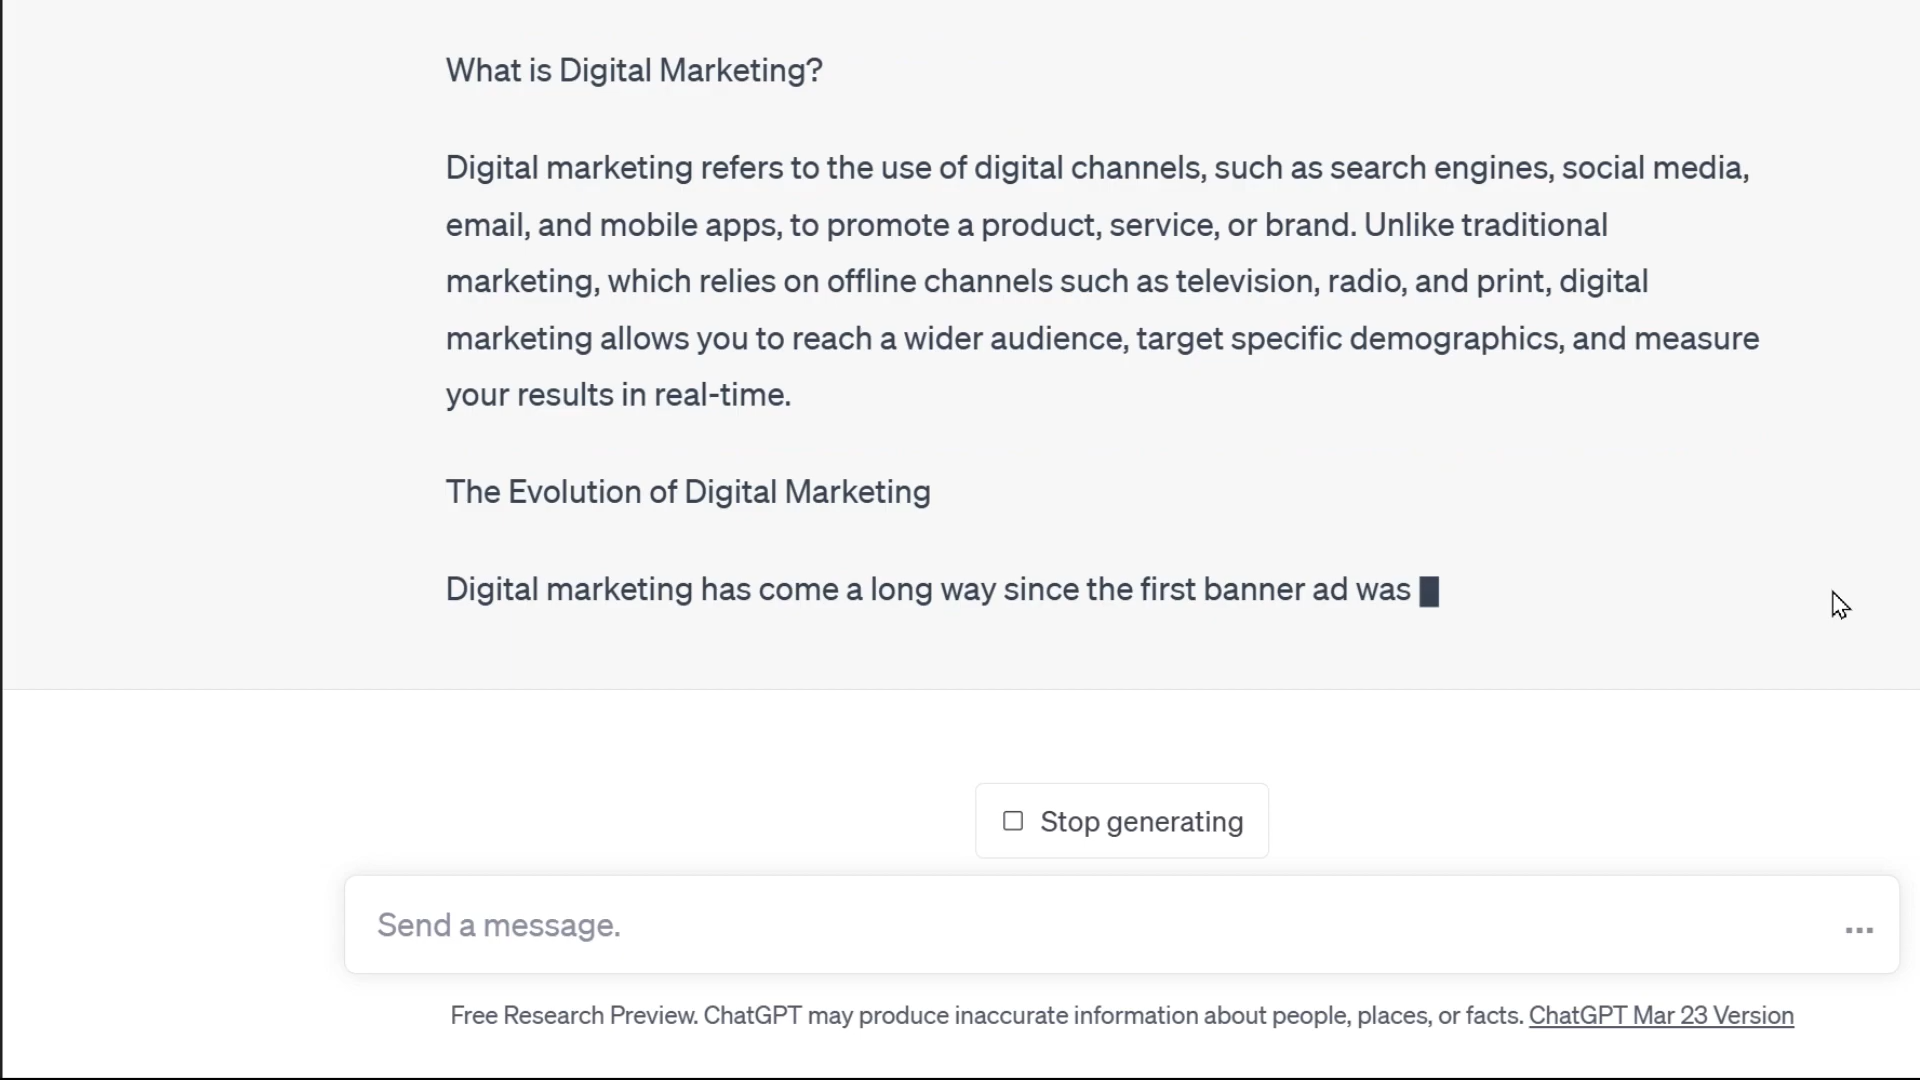 What is Digital Marketing?
Digital marketing refers to the use of digital channels, such as search engines, social media,
email, and mobile apps, to promote a product, service, or brand. Unlike traditional
marketing, which relies on offline channels such as television, radio, and print, digital
marketing allows you to reach a wider audience, target specific demographics, and measure
your results in real-time.
The Evolution of Digital Marketing
Digital marketing has come a long way since the first banner ad was
Stop generating
Send a message.
Free Research Preview. ChatGPT may produce inaccurate information about people, places, or facts. ChatGPT Mar 23 Version